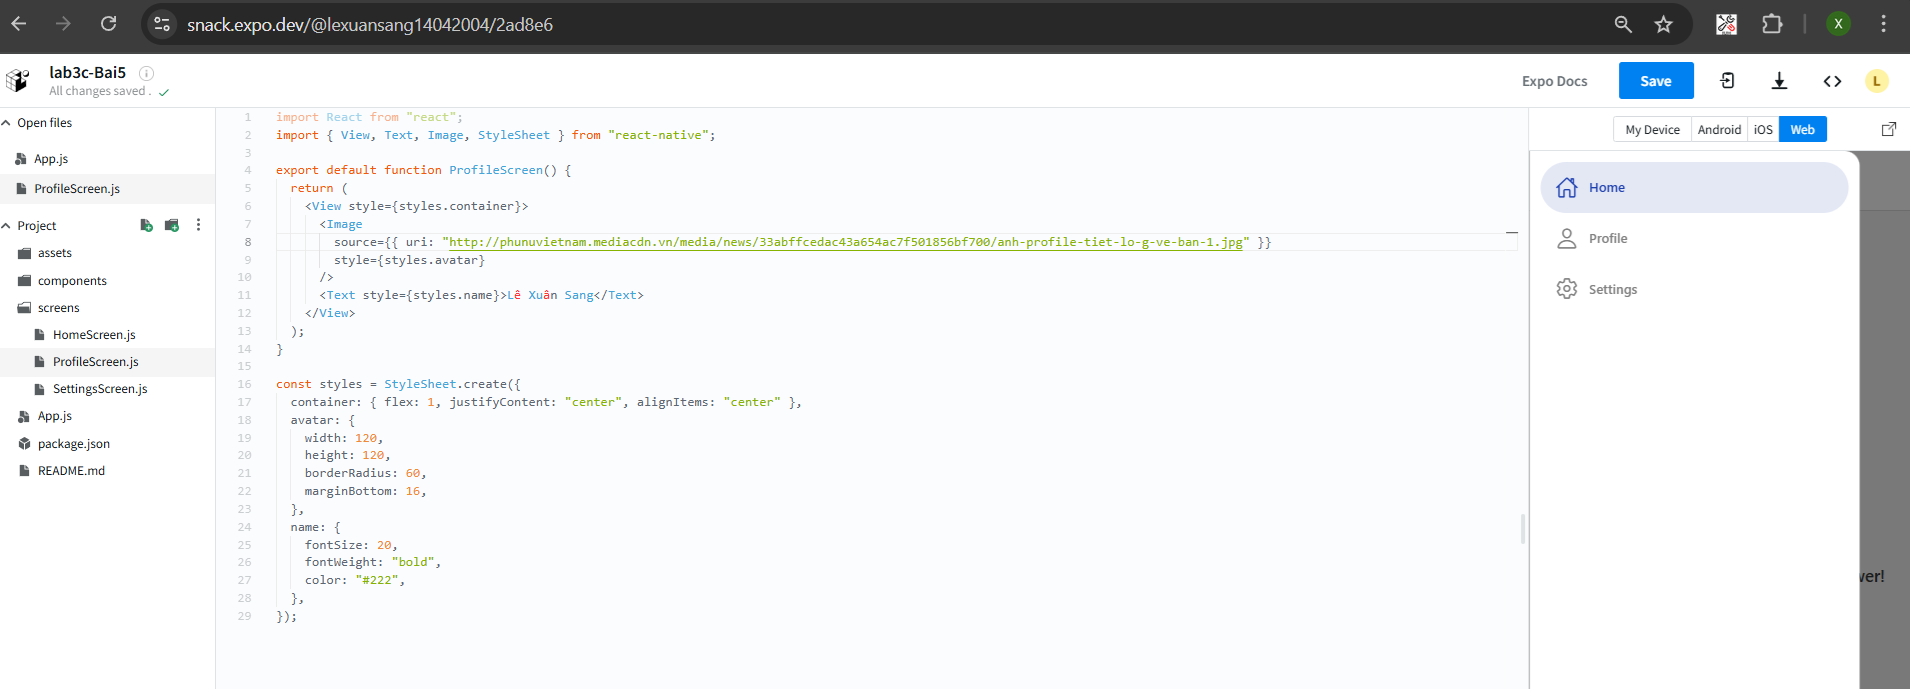 snack.expo.dev/@lexuansang14042004/2ad8e6
X
lab3c-Bai5
All changes saved .
Expo Docs
Save
L
Open files
App.js
ProfileScreen.js
Project
assets
components
screens
HomeScreen.js
ProfileScreen.js
SettingsScreen.js
App.js
package.json
README.md
1 import React from "react";
2 import { View, Text, Image, StyleSheet } from "react-native";
3
4 export default function ProfileScreen() {
5 return (
6 <View style={styles.container}>
7 <Image
8 source={{ uri: "http://phunuvietnam.mediacdn.vn/media/news/33abffcedac43a654ac7f501856bf700/anh-profile-tiet-lo-g-ve-ban-1.jpg" }}
9 style={styles.avatar}
10 />
11 <Text style={styles.name}>Lê Xuân Sang</Text>
12 </View>
13 );
14 }
15
16 const styles = StyleSheet.create({
17 container: { flex: 1, justifyContent: "center", alignItems: "center" },
18 avatar: {
19 width: 120,
20 height: 120,
21 borderRadius: 60,
22 marginBottom: 16,
23 },
24 name: {
25 fontSize: 20,
26 fontWeight: "bold",
27 color: "#222",
28 },
29 });
My Device Android iOS Web
Home
Profile
Settings
wer!